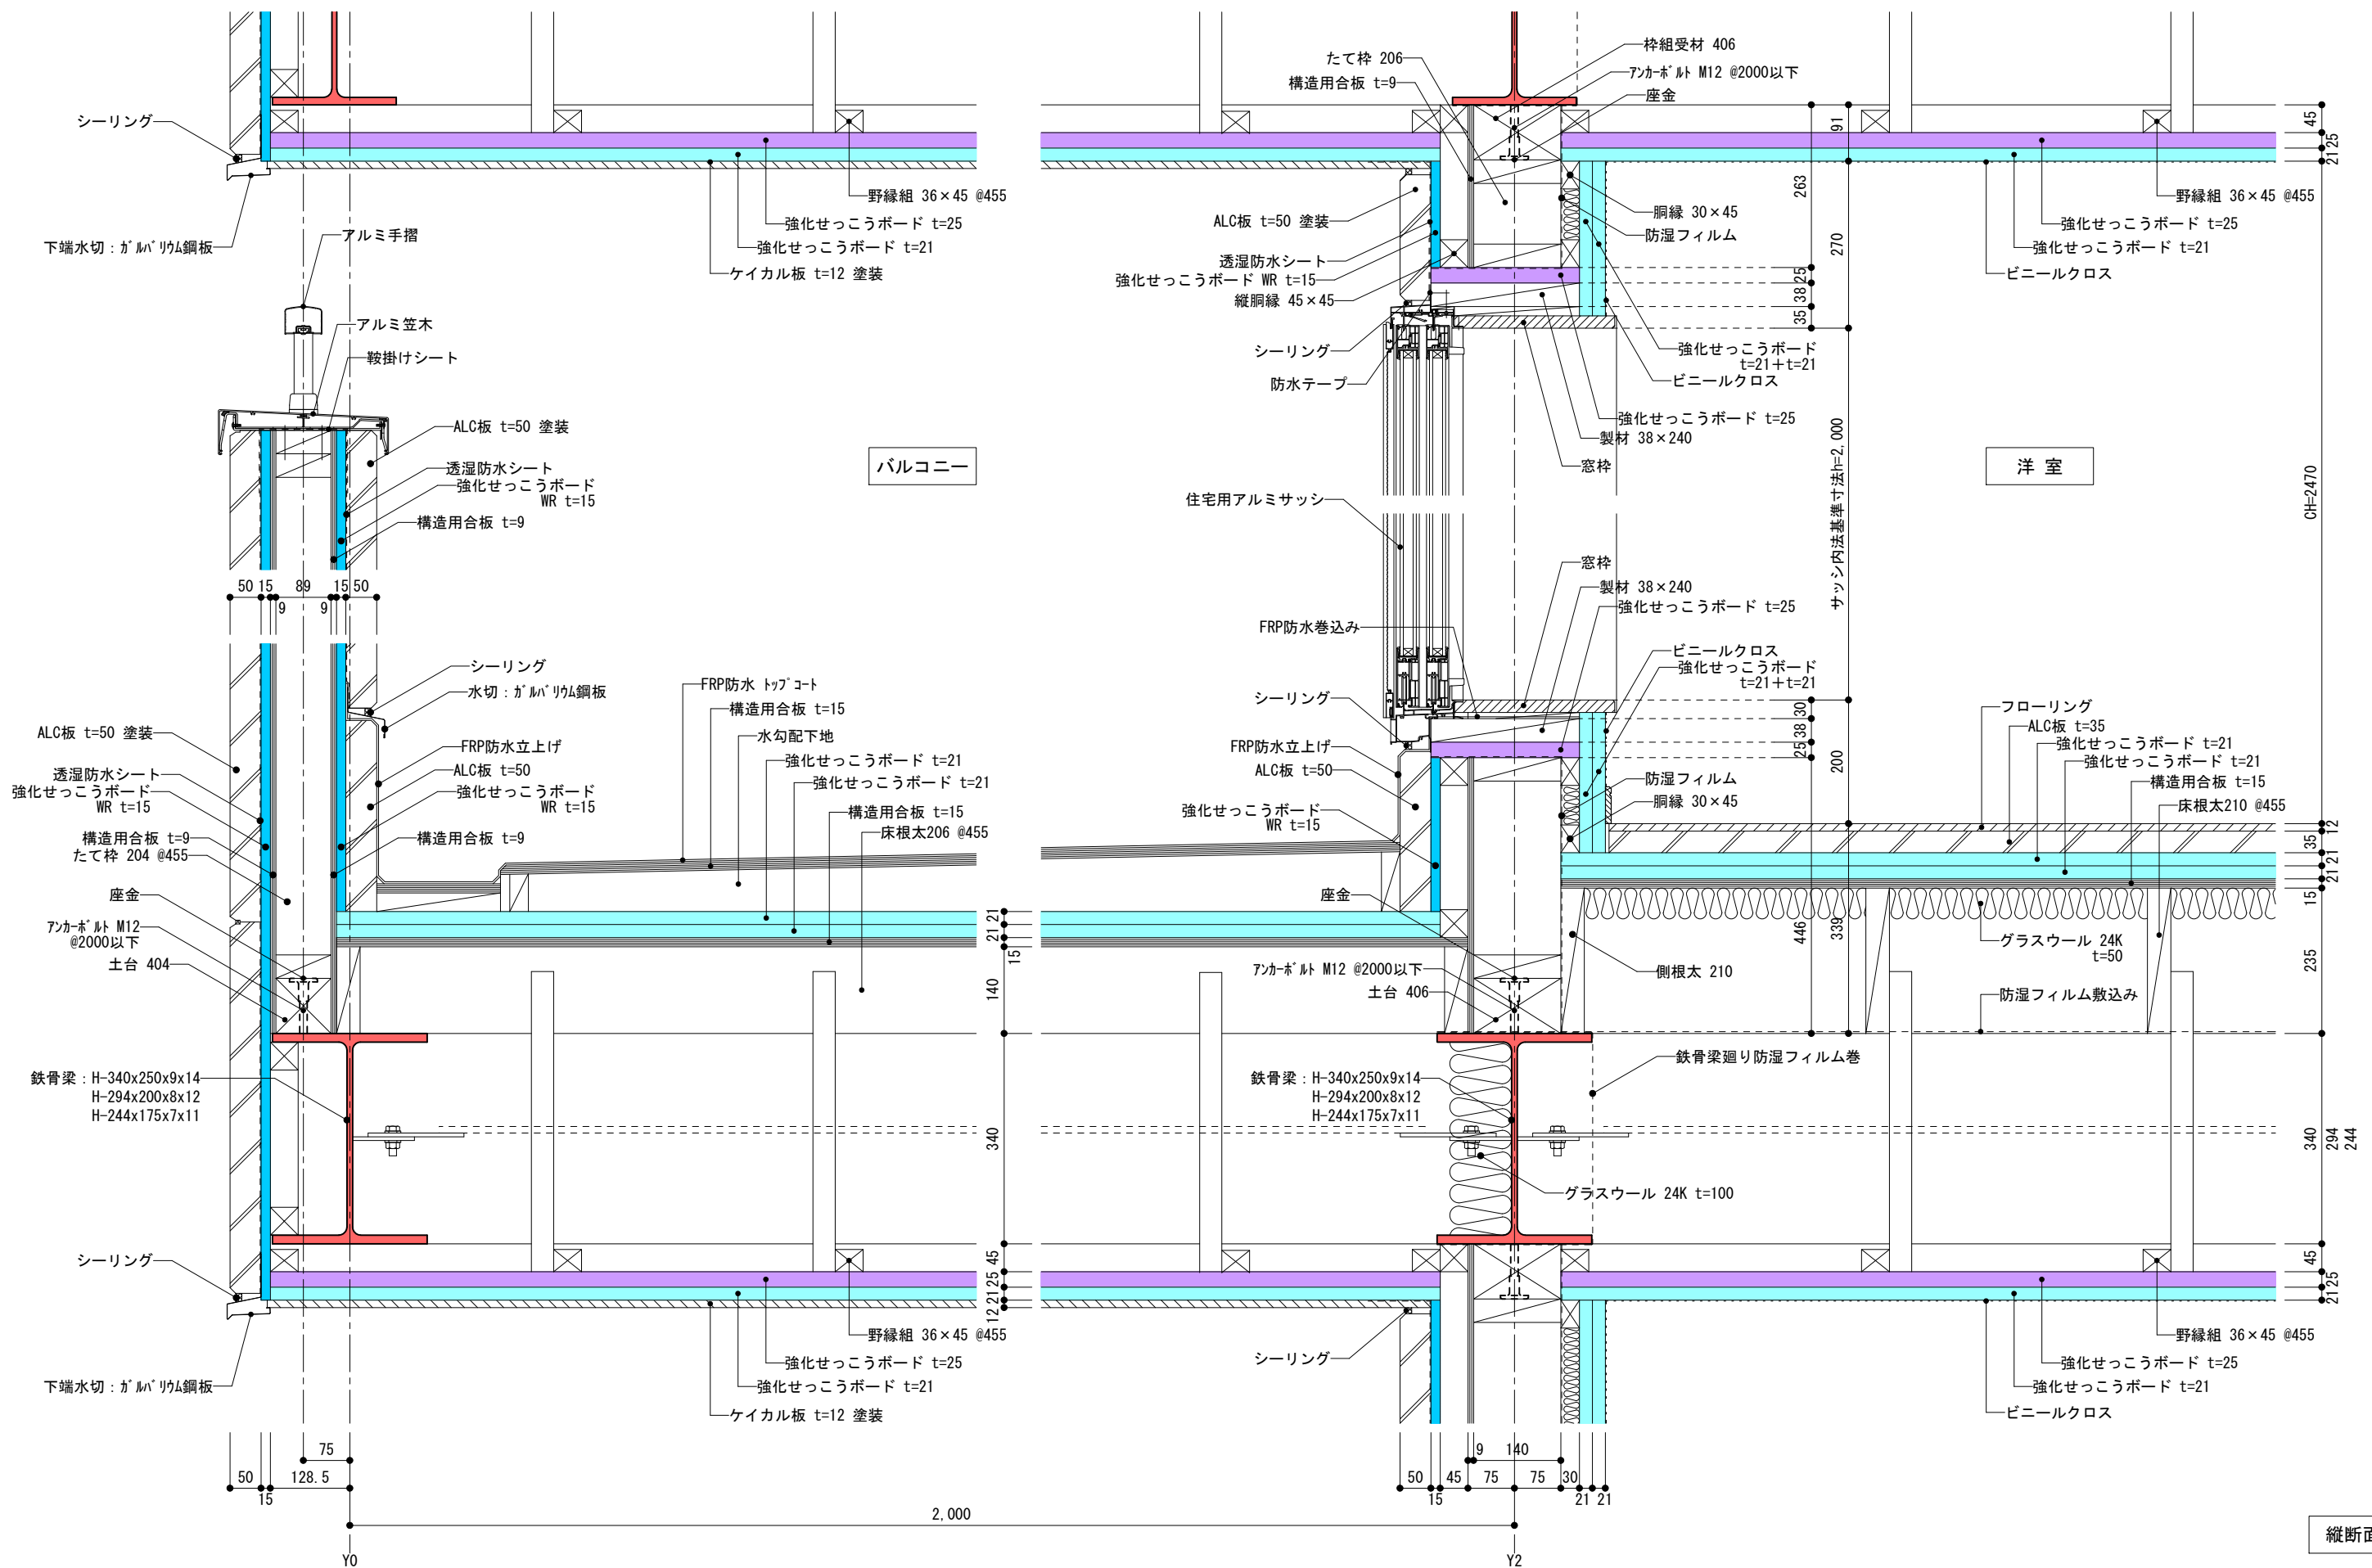 シーリング
下端水切：ｶﾞﾙﾊﾞﾘｳﾑ鋼板
アルミ手摺
アルミ笠木
鞍掛けシート
ALC板 t=50 塗装
透湿防水シート
強化せっこうボード
WR t=15
構造用合板 t=9
野縁組 36×45 @455
強化せっこうボード t=25
強化せっこうボード t=21
ケイカル板 t=12 塗装
バルコニー
50 15 89 15 50
9 9
シーリング
水切：ｶﾞﾙﾊﾞﾘｳﾑ鋼板
ALC板 t=50 塗装
透湿防水シート
強化せっこうボード
WR t=15
構造用合板 t=9
たて枠 204 @455
座金
ｱﾝｶｰﾎﾞﾙﾄ M12
@2000以下
土台 404
FRP防水立上げ
ALC板 t=50
強化せっこうボード
WR t=15
構造用合板 t=9
FRP防水 ﾄｯﾌﾟｺｰﾄ
構造用合板 t=15
水勾配下地
強化せっこうボード t=21
強化せっこうボード t=21
構造用合板 t=15
床根太206 @455
鉄骨梁：H-340x250x9x14
H-294x200x8x12
H-244x175x7x11
21
21
15
140
340
45
25
21
12
シーリング
下端水切：ｶﾞﾙﾊﾞﾘｳﾑ鋼板
野縁組 36×45 @455
強化せっこうボード t=25
強化せっこうボード t=21
ケイカル板 t=12 塗装
75
50 128.5
15
2,000
Y0
Y2
たて枠 206
構造用合板 t=9
枠組受材 406
ｱﾝｶｰﾎﾞﾙﾄ M12 @2000以下
座金
ALC板 t=50 塗装
透湿防水シート
強化せっこうボード WR t=15
縦胴縁 45×45
シーリング
防水テープ
胴縁 30×45
防湿フィルム
強化せっこうボード
t=21＋t=21
ビニールクロス
強化せっこうボード t=25
製材 38×240
窓枠
91
263
270
25
38
35
サッシ内法基準寸法h=2,000
45
25
21
CH=2470
野縁組 36×45 @455
強化せっこうボード t=25
強化せっこうボード t=21
ビニールクロス
洋 室
住宅用アルミサッシ
窓枠
製材 38×240
強化せっこうボード t=25
FRP防水巻込み
ビニールクロス
強化せっこうボード
t=21＋t=21
シーリング
FRP防水立上げ
ALC板 t=50
強化せっこうボード
WR t=15
30
38
25
200
446
339
防湿フィルム
胴縁 30×45
フローリング
ALC板 t=35
強化せっこうボード t=21
強化せっこうボード t=21
構造用合板 t=15
床根太210 @455
12
35
21
21
15
235
座金
ｱﾝｶｰﾎﾞﾙﾄ M12 @2000以下
土台 406
側根太 210
グラスウール 24K
t=50
防湿フィルム敷込み
鉄骨梁廻り防湿フィルム巻
鉄骨梁：H-340x250x9x14
H-294x200x8x12
H-244x175x7x11
グラスウール 24K t=100
340
294
244
45
25
21
シーリング
野縁組 36×45 @455
強化せっこうボード t=25
強化せっこうボード t=21
ビニールクロス
9 140
50 45 75 75 30
15 21 21
縦断面